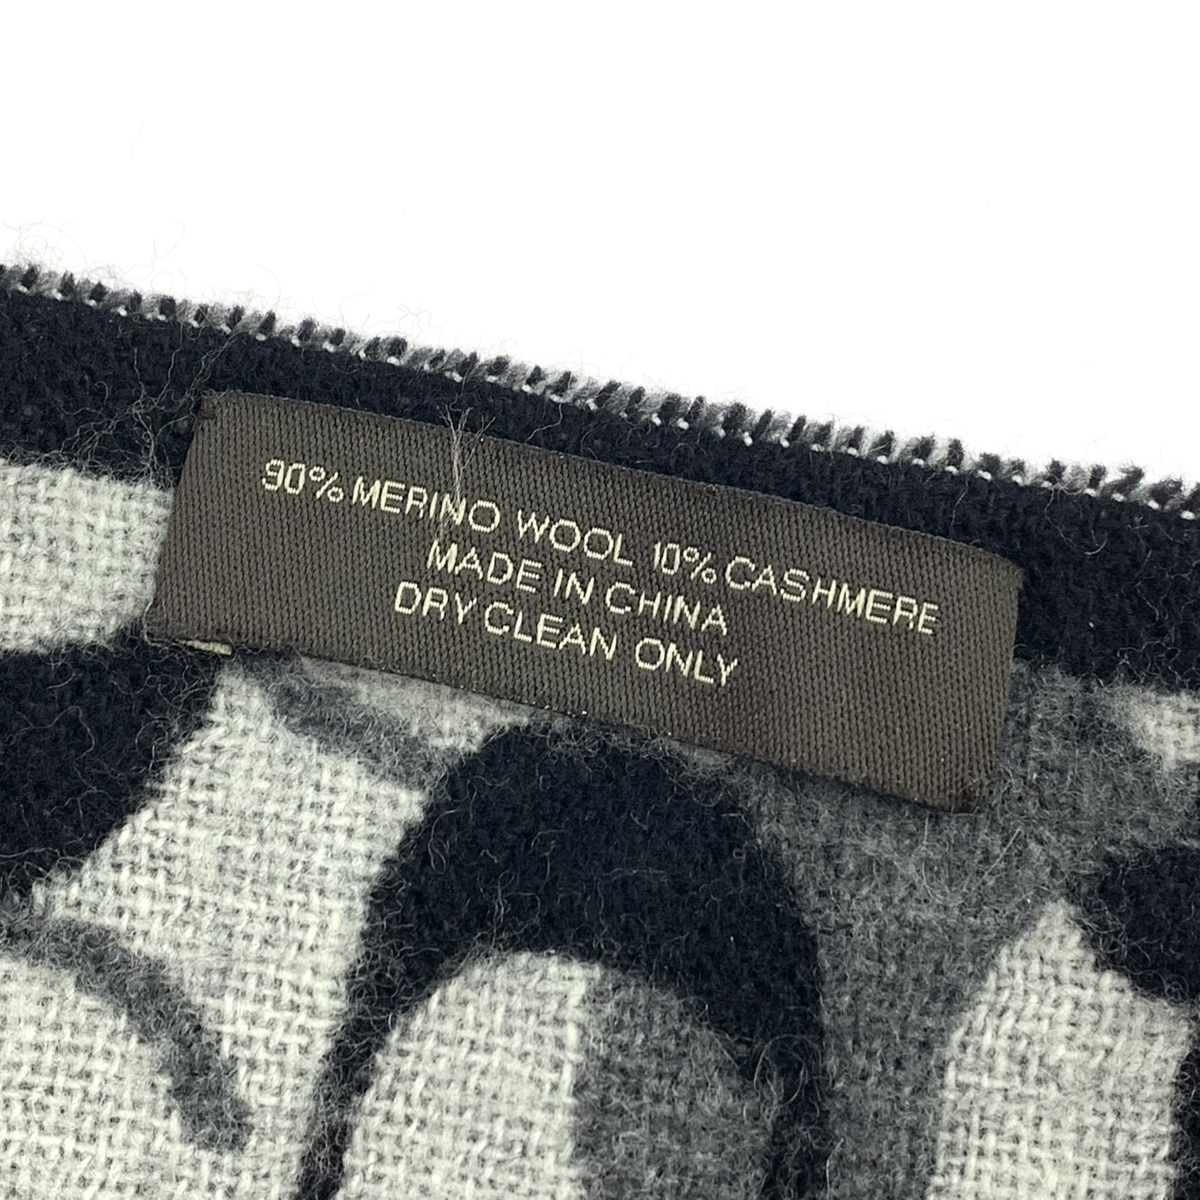 90% MERINO WOOL 10% CASHMERE
MADE IN CHINA
DRY CLEAN ONLY